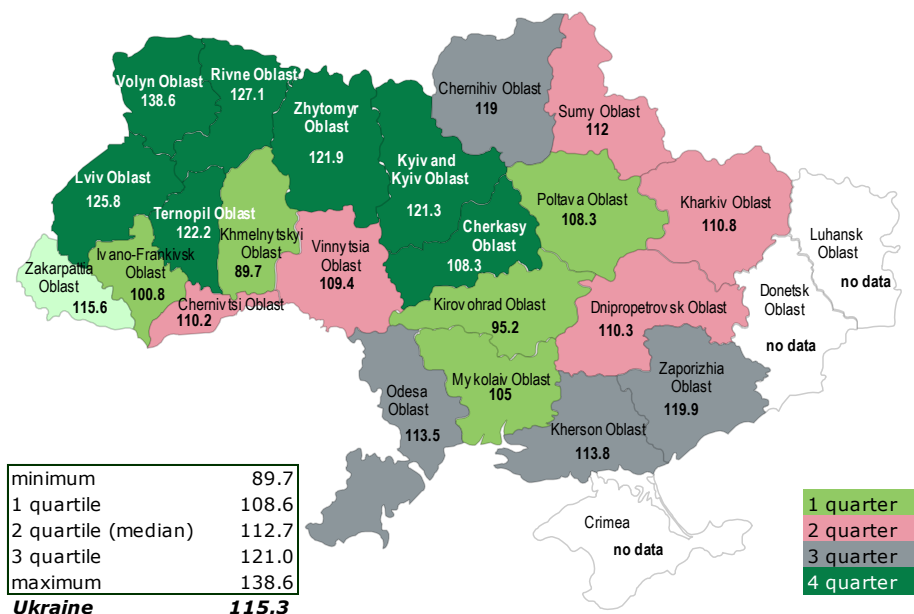 Volyn Oblast
138.6
Rivne Oblast
127.1
Zhytomyr
Oblast
121.9
Kyiv and
Kyiv Oblast
121.3
Chernihiv Oblast
119
Sumy Oblast
112
Lviv Oblast
125.8
Ternopil Oblast
122.2
Khmelnytskyi
Oblast
89.7
Vinnytsia
Oblast
109.4
Cherkasy
Oblast
108.3
Poltava Oblast
108.3
Kharkiv Oblast
110.8
Luhansk
Oblast
no data
Zakarpattia
Oblast
115.6
Ivano-Frankivsk
Oblast
100.8
Chernivtsi Oblast
110.2
Kirovohrad Oblast
95.2
Dnipropetrovsk Oblast
110.3
Donetsk
Oblast
no data
Odesa
Oblast
113.5
Mykolaiv Oblast
105
Kherson Oblast
113.8
Zaporizhia
Oblast
119.9
Crimea
no data
minimum 89.7
1 quartile 108.6
2 quartile (median) 112.7
3 quartile 121.0
maximum 138.6
Ukraine 115.3
1 quarter
2 quarter
3 quarter
4 quarter